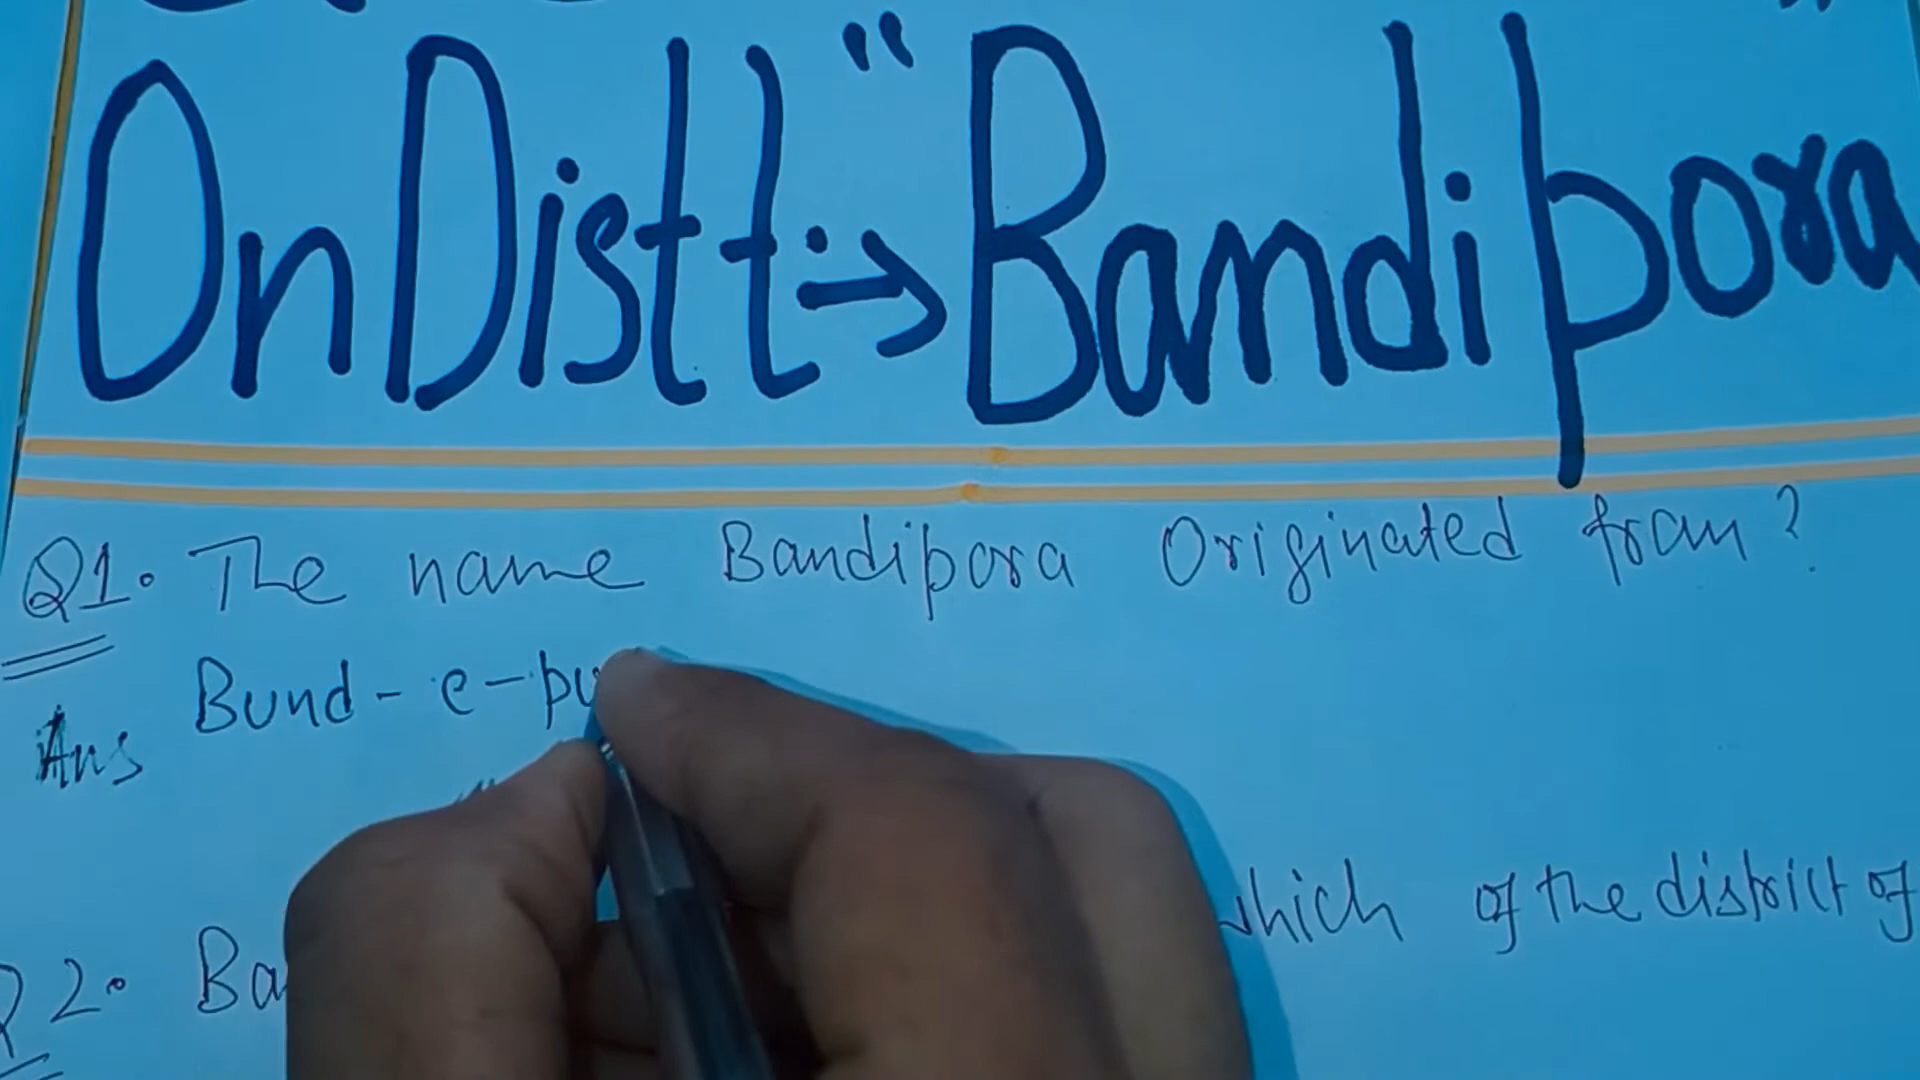 On Distt:→ "Bandipora"
Q1. The name Bandipora Originated from?
Ans Bund-e-pu
Q2. Ba which of the district of